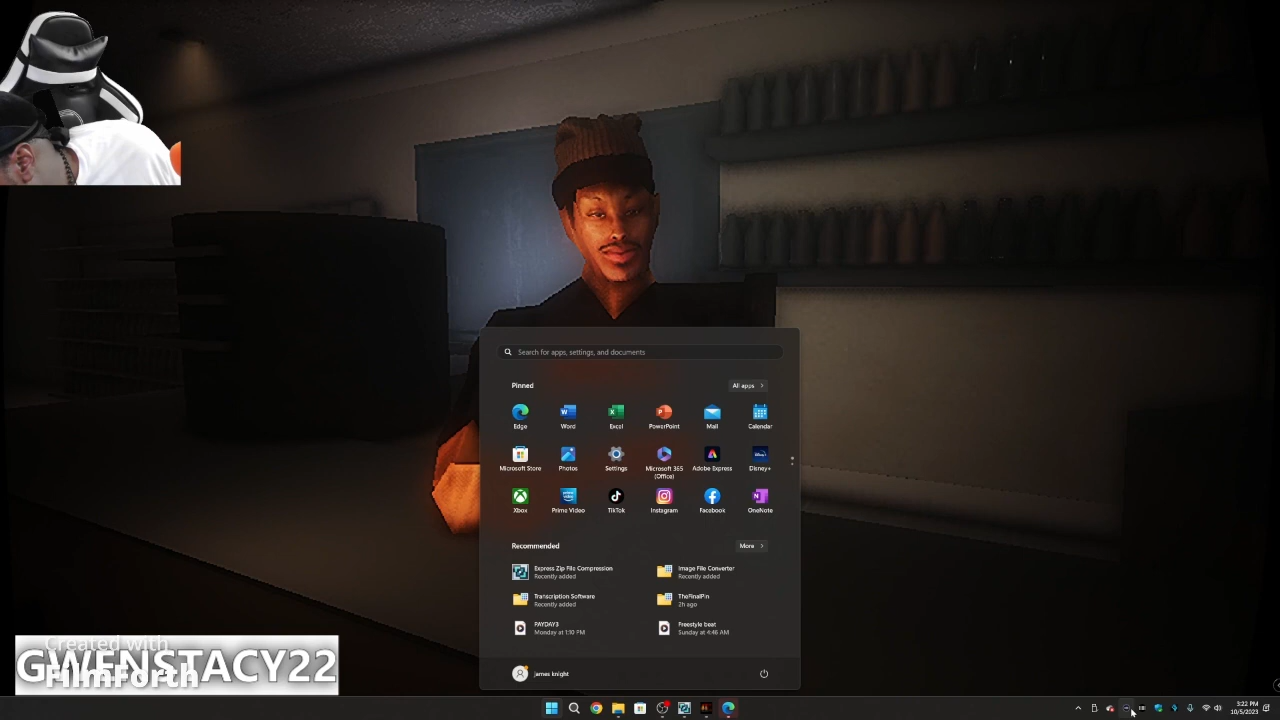 Search for apps, settings, and documents
Pinned
All apps
Edge
Word
Excel
PowerPoint
Mail
Calendar
Microsoft Store
Photos
Settings
Microsoft 365
(Office)
Adobe Express
Disney+
Xbox
Prime Video
TikTok
Instagram
Facebook
OneNote
Recommended
More
Express Zip File Compression
Recently added
Image File Converter
Recently added
Transcription Software
Recently added
TheFinalPin
2h ago
PAYDAY3
Monday at 1:10 PM
Freestyle beat
Sunday at 4:46 AM
james knight
Created with
GWENSTACY22
FilmForth
3:22 PM
10/5/2023